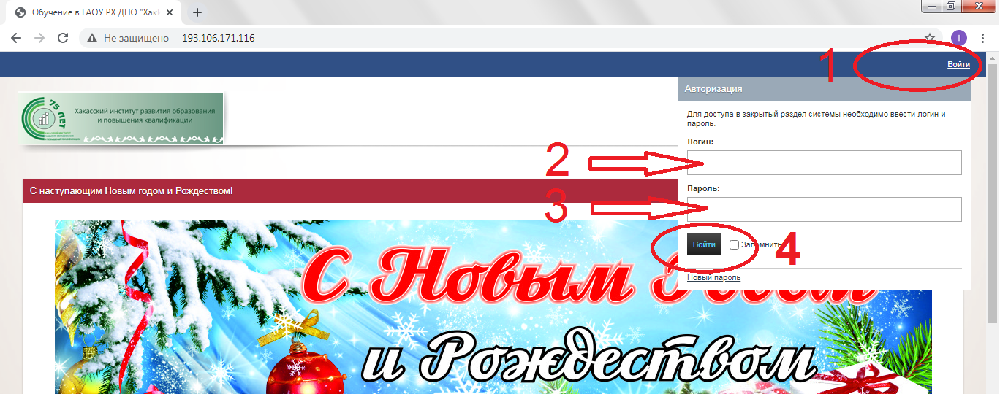 Обучение в ГАОУ РХ ДПО "Хак
Не защищено
193.106.171.116
I
1
Войти
Авторизация
75 ЛЕТ
Хакасский институт развития образования
и повышения квалификации
Для доступа в закрытый раздел системы необходимо ввести логин и
пароль.
Логин:
2
С наступающим Новым годом и Рождеством!
Пароль:
3
Войти
Запомнить
4
Новый пароль
С Новым Годом
и Рождеством